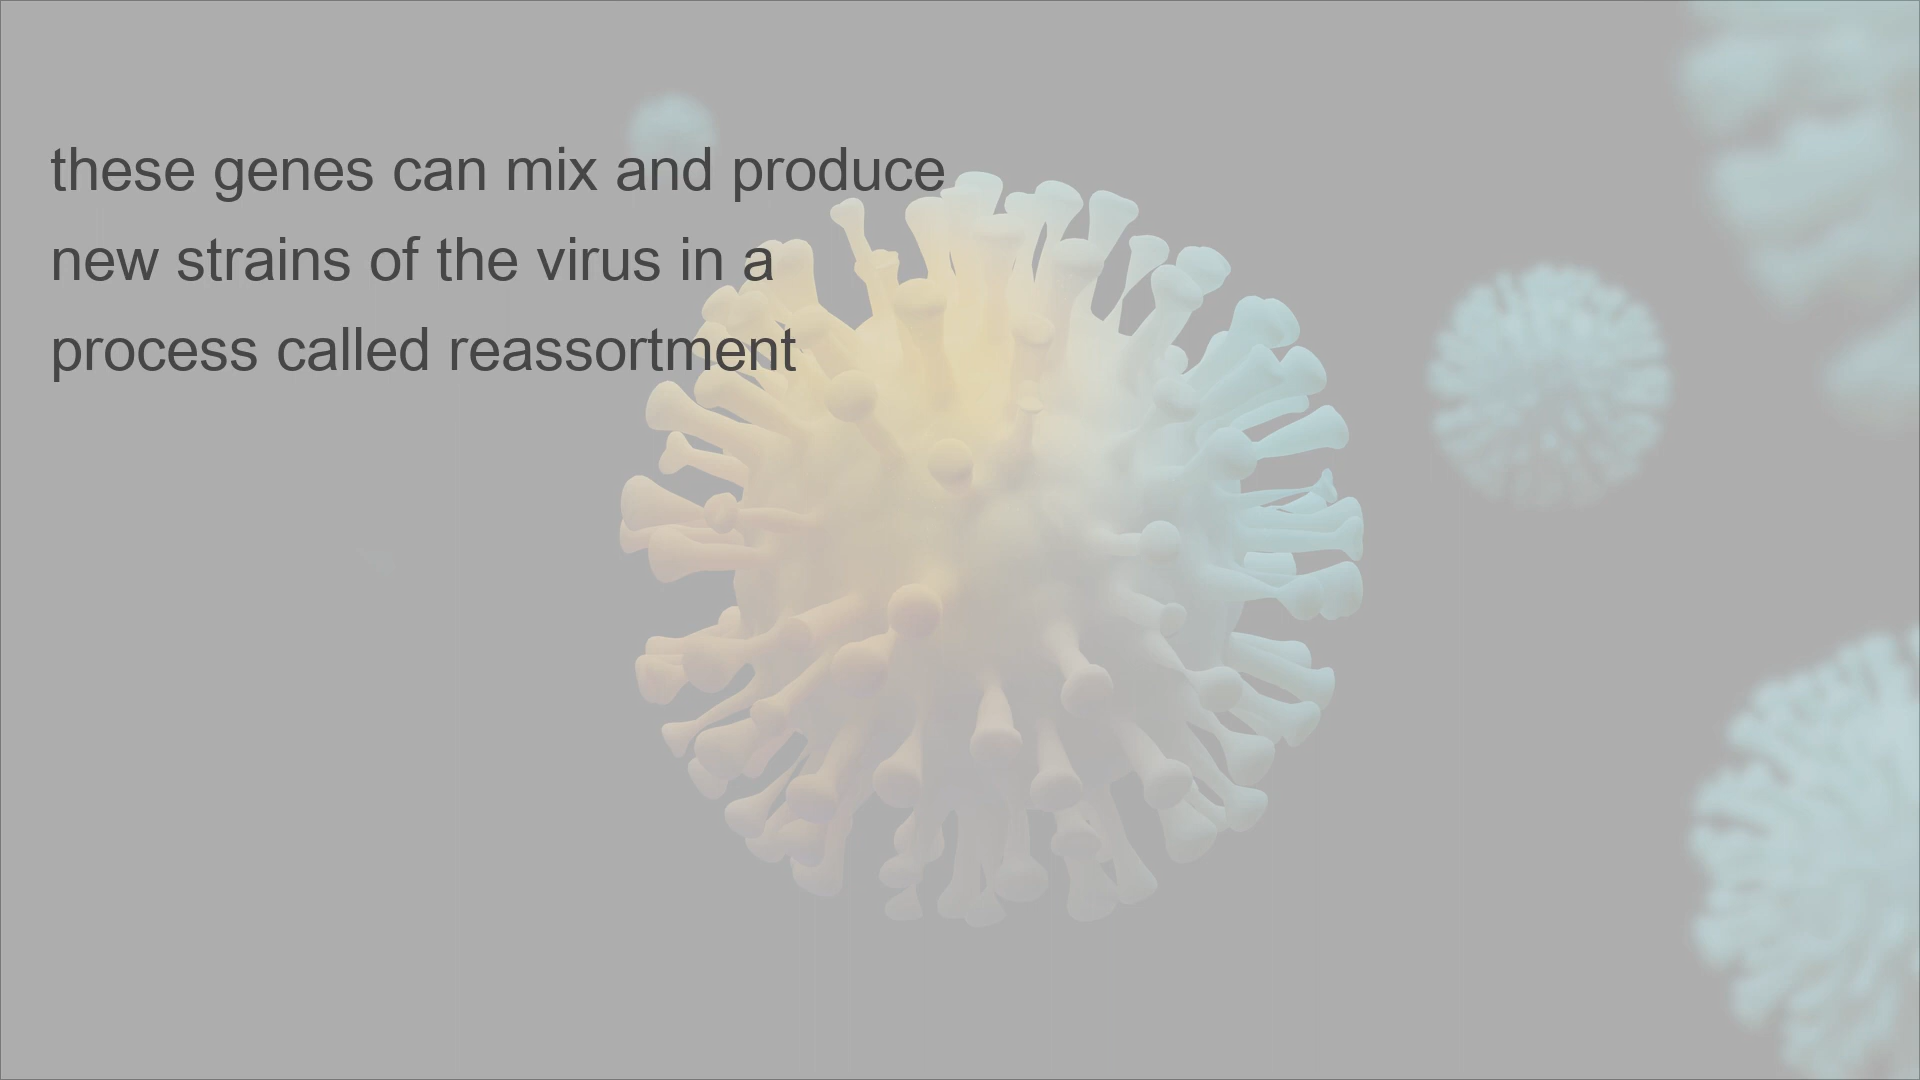 these genes can mix and produce
new strains of the virus in a
process called reassortment